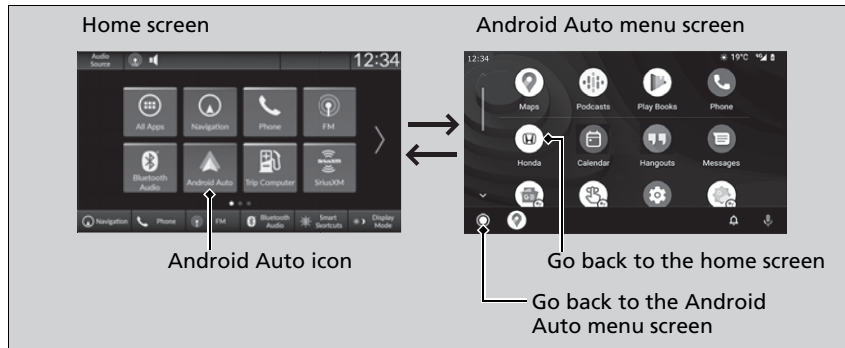 Home screen
Android Auto menu screen
Audio
Source
12:34
All Apps
Navigation
Phone
FM
Bluetooth
Audio
Android Auto
Trip Computer
SiriusXM
Navigation
Phone
FM
Bluetooth
Audio
Smart
Shortcuts
Display
Mode
12:34
19°C
4G
Maps
Podcasts
Play Books
Phone
Honda
Calendar
Hangouts
Messages
Android Auto icon
Go back to the home screen
Go back to the Android
Auto menu screen